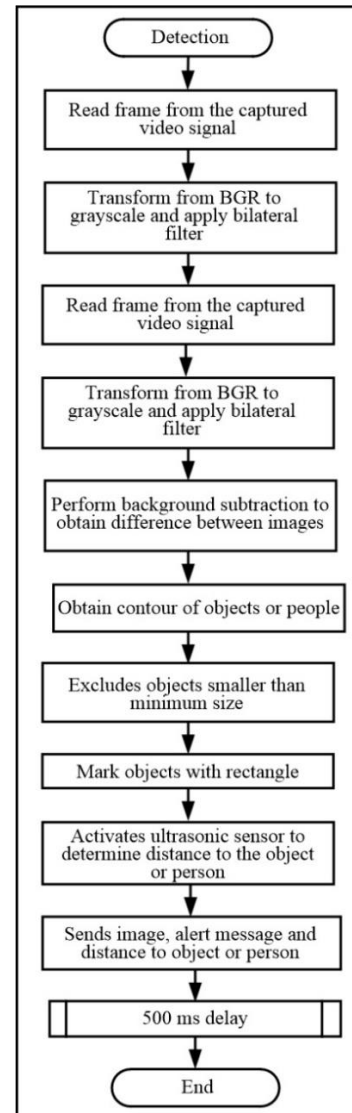 Detection
Read frame from the captured
video signal
Transform from BGR to
grayscale and apply bilateral
filter
Read frame from the captured
video signal
Transform from BGR to
grayscale and apply bilateral
filter
Perform background subtraction to
obtain difference between images
Obtain contour of objects or people
Excludes objects smaller than
minimum size
Mark objects with rectangle
Activates ultrasonic sensor to
determine distance to the object
or person
Sends image, alert message and
distance to object or person
500 ms delay
End